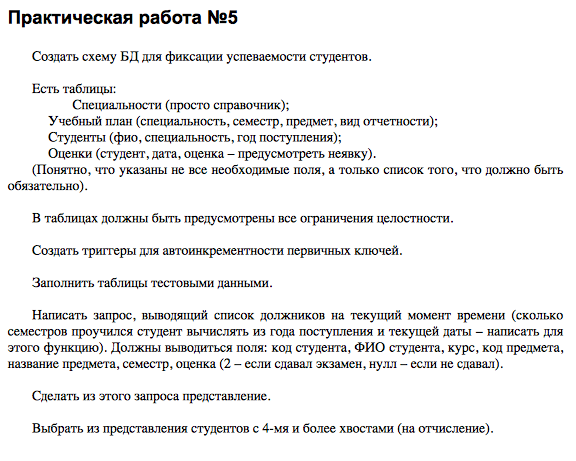 Практическая работа №5
Создать схему БД для фиксации успеваемости студентов.
Есть таблицы:
Специальности (просто справочник);
Учебный план (специальность, семестр, предмет, вид отчетности);
Студенты (фио, специальность, год поступления);
Оценки (студент, дата, оценка – предусмотреть неявку).
(Понятно, что указаны не все необходимые поля, а только список того, что должно быть
обязательно).
В таблицах должны быть предусмотрены все ограничения целостности.
Создать триггеры для автоинкрементности первичных ключей.
Заполнить таблицы тестовыми данными.
Написать запрос, выводящий список должников на текущий момент времени (сколько
семестров проучился студент вычислять из года поступления и текущей даты – написать для
этого функцию). Должны выводиться поля: код студента, ФИО студента, курс, код предмета,
название предмета, семестр, оценка (2 – если сдавал экзамен, нулл – если не сдавал).
Сделать из этого запроса представление.
Выбрать из представления студентов с 4-мя и более хвостами (на отчисление).